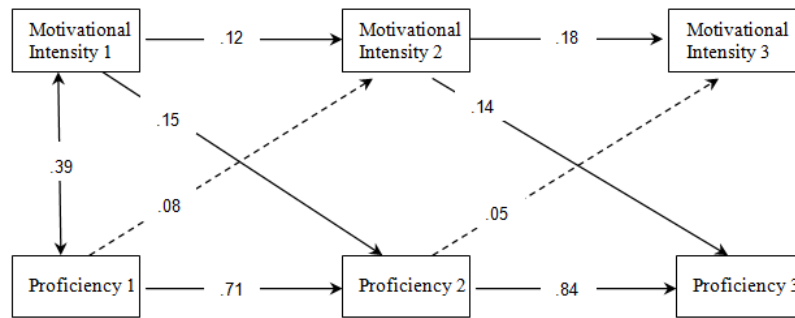 Motivational
Intensity 1
.12
Motivational
Intensity 2
.18
Motivational
Intensity 3
.15
.14
.39
.08
.05
Proficiency 1
.71
Proficiency 2
.84
Proficiency 3